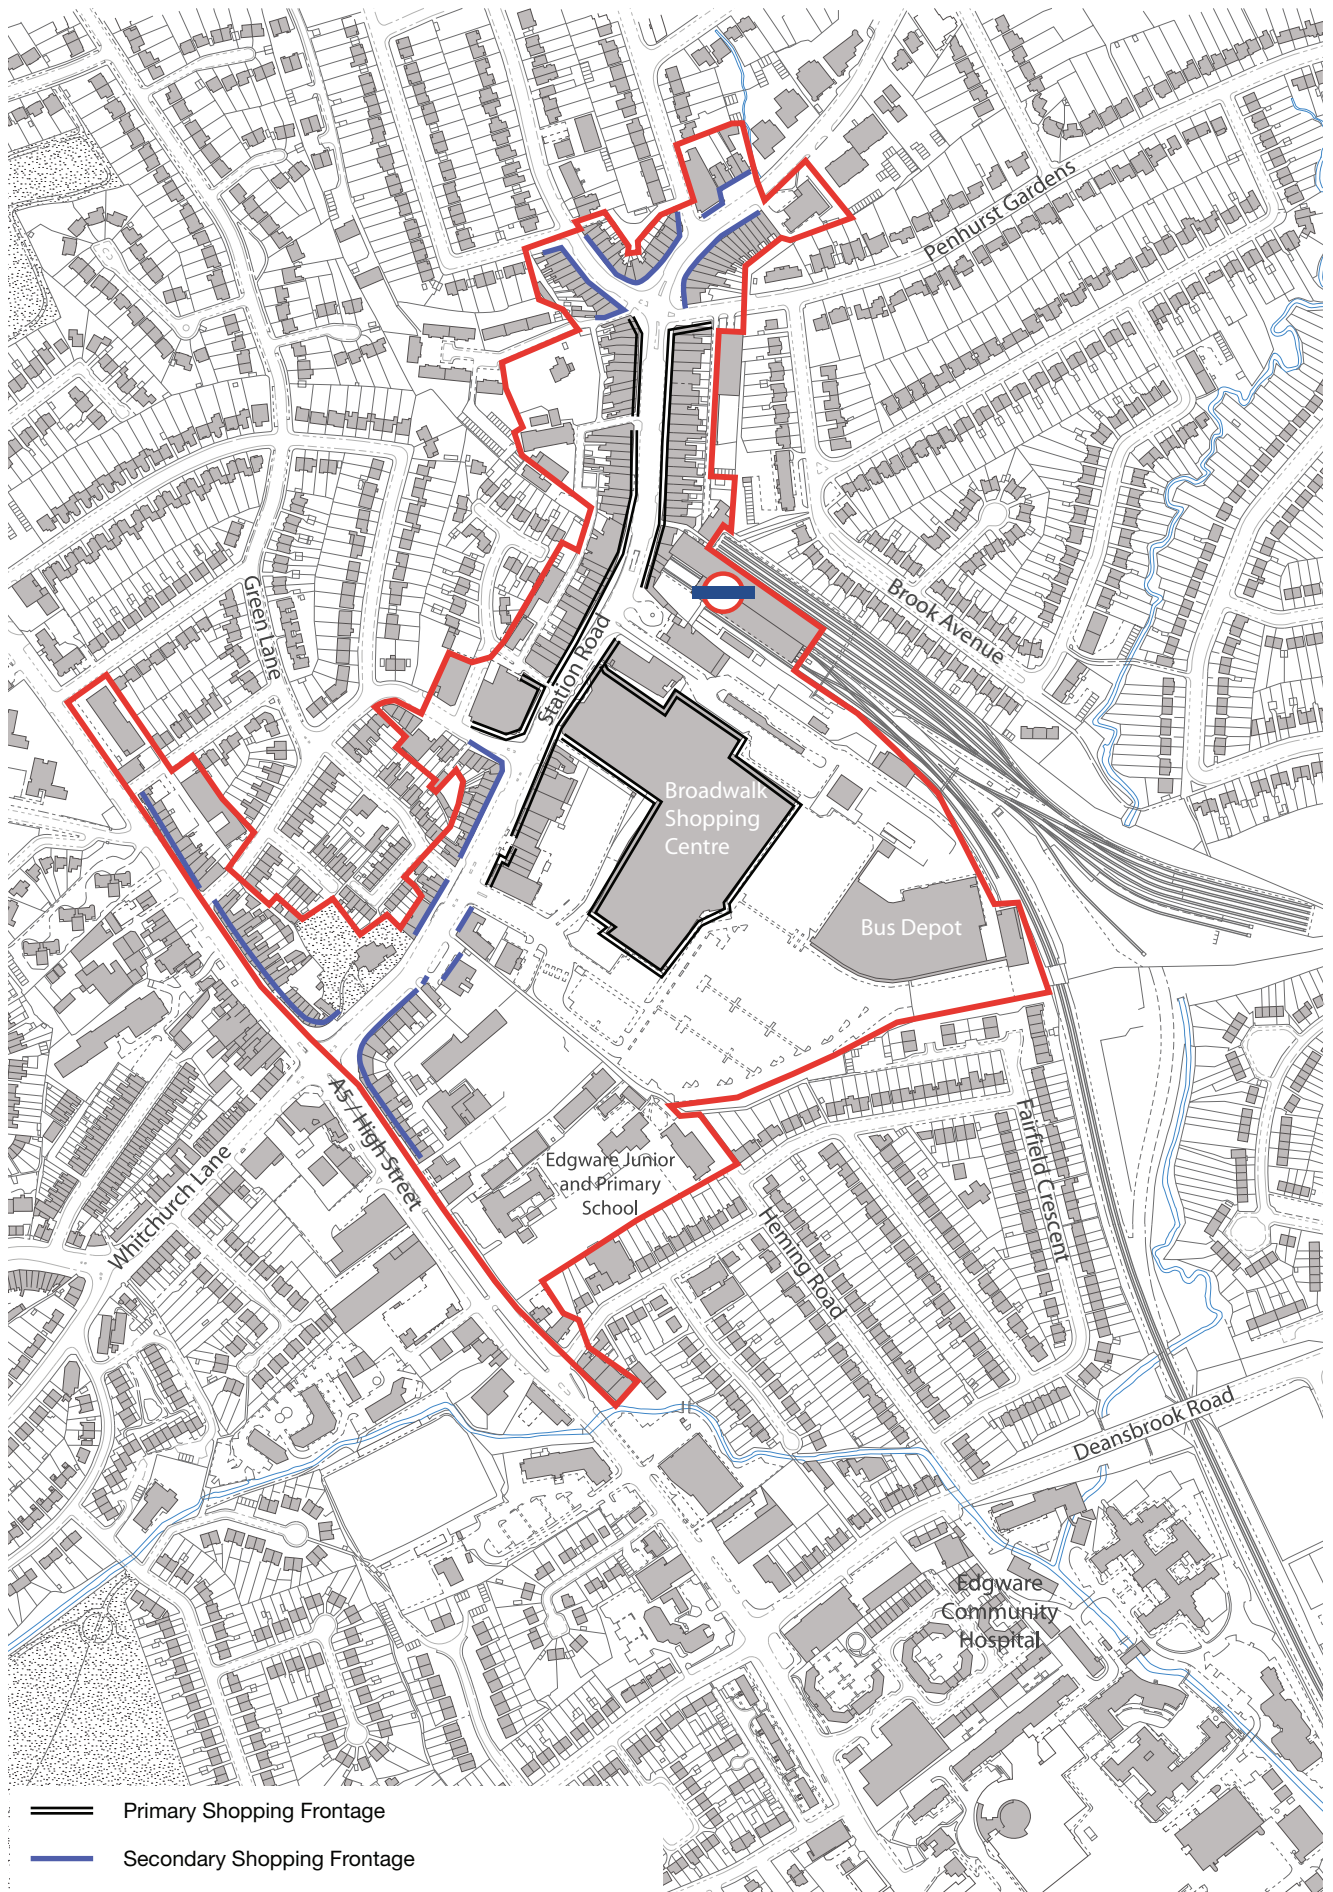 Penhurst Gardens
Brook Avenue
Green Lane
Station Road
Broadwalk
Shopping
Centre
Bus Depot
A5 / High Street
Whitchurch Lane
Edgware Junior
and Primary
School
Fairfield Crescent
Heming Road
Deansbrook Road
Edgware
Community
Hospital
Primary Shopping Frontage
Secondary Shopping Frontage